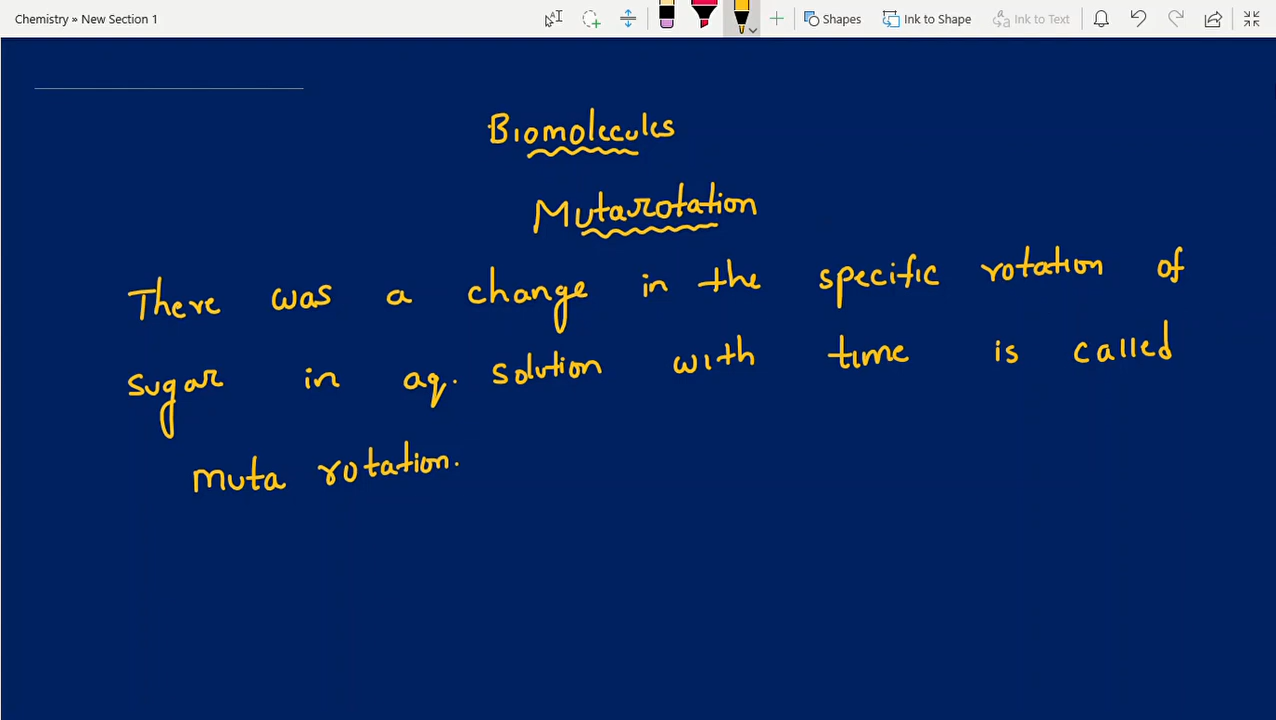 Chemistry » New Section 1
Shapes
Ink to Shape
Ink to Text
Biomolecules
Mutarotation
There was a change in the specific rotation of
sugar in aq. solution with time is called
muta rotation.